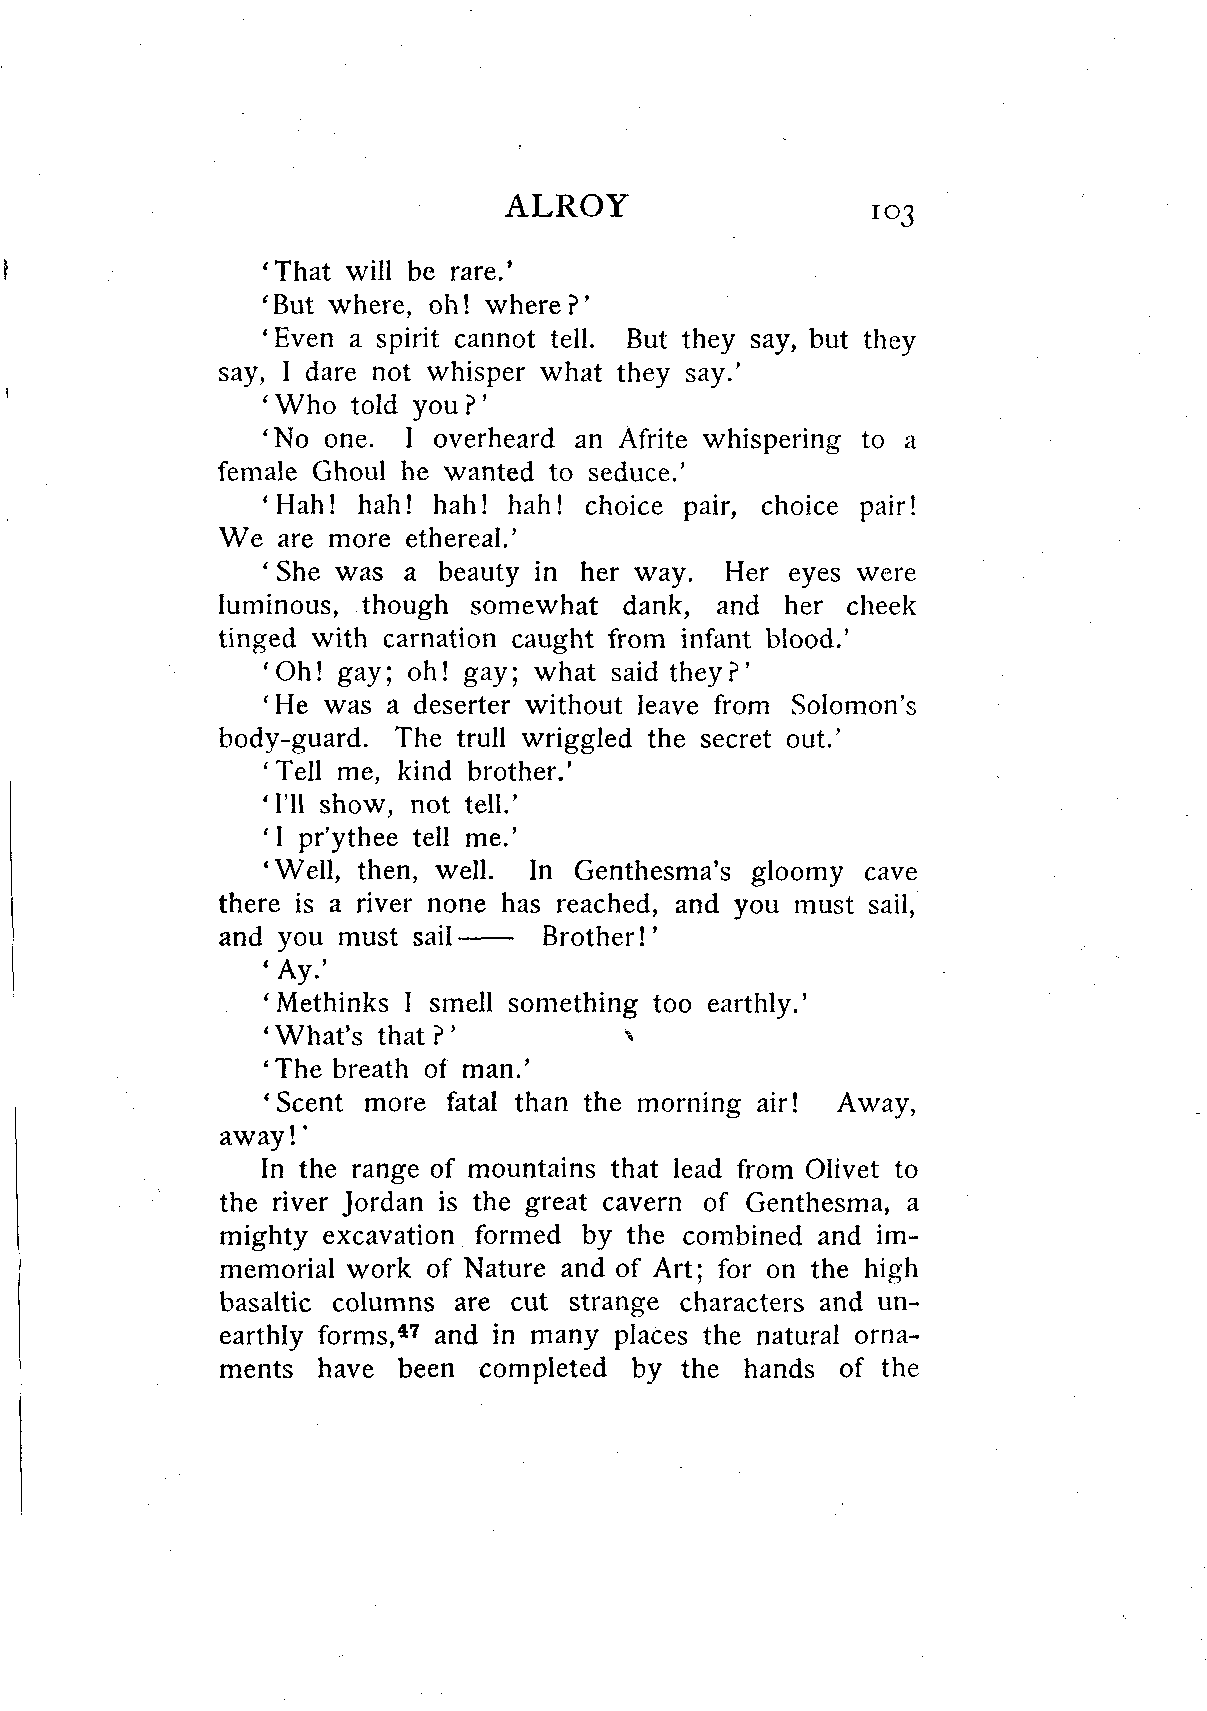 ALROY 103
‘That will be rare.’
‘But where, oh! where?’
‘Even a spirit cannot tell. But they say, but they
say, I dare not whisper what they say.’
‘Who told you?’
‘No one. I overheard an Afrite whispering to a
female Ghoul he wanted to seduce.’
‘Hah! hah! hah! hah! choice pair, choice pair!
We are more ethereal.’
‘She was a beauty in her way. Her eyes were
luminous, though somewhat dank, and her cheek
tinged with carnation caught from infant blood.’
‘Oh! gay; oh! gay; what said they?’
‘He was a deserter without leave from Solomon's
body-guard. The trull wriggled the secret out.’
‘Tell me, kind brother.’
‘I'll show, not tell.’
‘I pr'ythee tell me.’
‘Well, then, well. In Genthesma's gloomy cave
there is a river none has reached, and you must sail,
and you must sail—— Brother!’
‘Ay.’
‘Methinks I smell something too earthly.’
‘What's that?’
‘The breath of man.’
‘Scent more fatal than the morning air! Away,
away!’
In the range of mountains that lead from Olivet to
the river Jordan is the great cavern of Genthesma, a
mighty excavation formed by the combined and im-
memorial work of Nature and of Art; for on the high
basaltic columns are cut strange characters and un-
earthly forms,⁴⁷ and in many places the natural orna-
ments have been completed by the hands of the